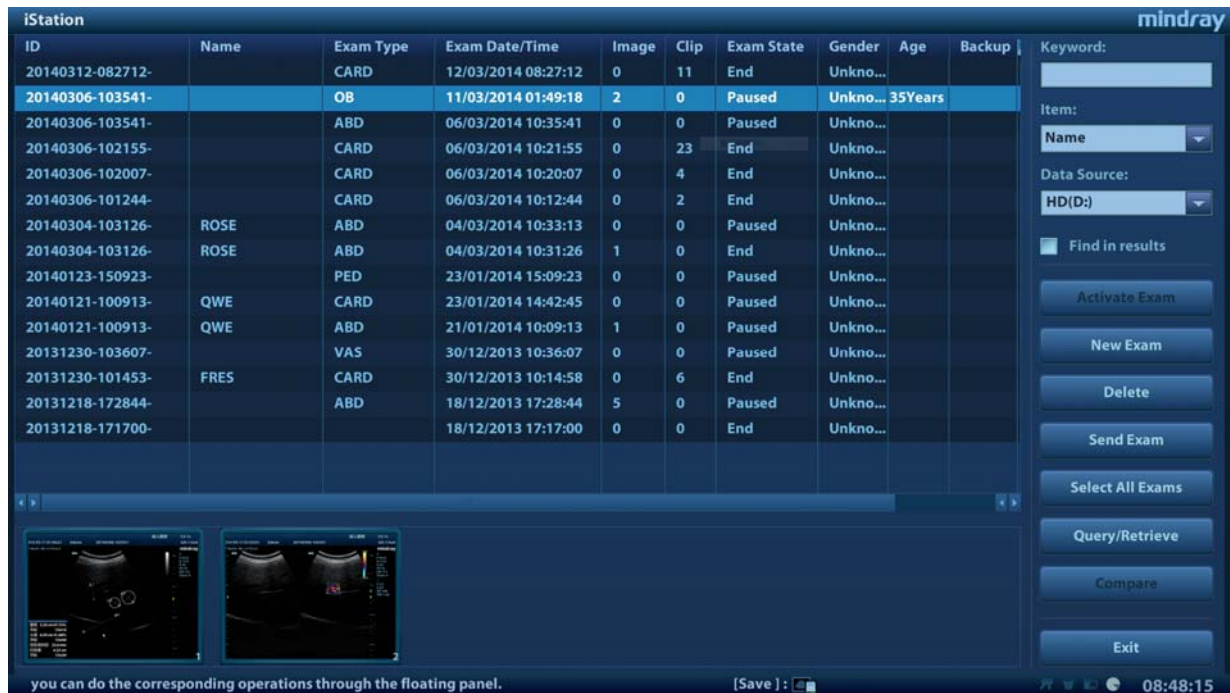 iStation mindray
ID Name Exam Type Exam Date/Time Image Clip Exam State Gender Age Backup
20140312-082712- CARD 12/03/2014 08:27:12 0 11 End Unkno...
20140306-103541- OB 11/03/2014 01:49:18 2 0 Paused Unkno... 35Years
20140306-103541- ABD 06/03/2014 10:35:41 0 0 Paused Unkno...
20140306-102155- CARD 06/03/2014 10:21:55 0 23 End Unkno...
20140306-102007- CARD 06/03/2014 10:20:07 0 4 End Unkno...
20140306-101244- CARD 06/03/2014 10:12:44 0 2 End Unkno...
20140304-103126- ROSE ABD 04/03/2014 10:33:13 0 0 Paused Unkno...
20140304-103126- ROSE ABD 04/03/2014 10:31:26 1 0 End Unkno...
20140123-150923- PED 23/01/2014 15:09:23 0 0 Paused Unkno...
20140121-100913- QWE CARD 23/01/2014 14:42:45 0 0 Paused Unkno...
20140121-100913- QWE ABD 21/01/2014 10:09:13 1 0 Paused Unkno...
20131230-103607- VAS 30/12/2013 10:36:07 0 0 Paused Unkno...
20131230-101453- FRES CARD 30/12/2013 10:14:58 0 6 End Unkno...
20131218-172844- ABD 18/12/2013 17:28:44 5 0 Paused Unkno...
20131218-171700- 18/12/2013 17:17:00 0 0 End Unkno...
Keyword:
Item:
Name
Data Source:
HD(D:)
Find in results
Activate Exam
New Exam
Delete
Send Exam
Select All Exams
Query/Retrieve
Compare
Exit
1 2
you can do the corresponding operations through the floating panel. [Save ] : 08:48:15